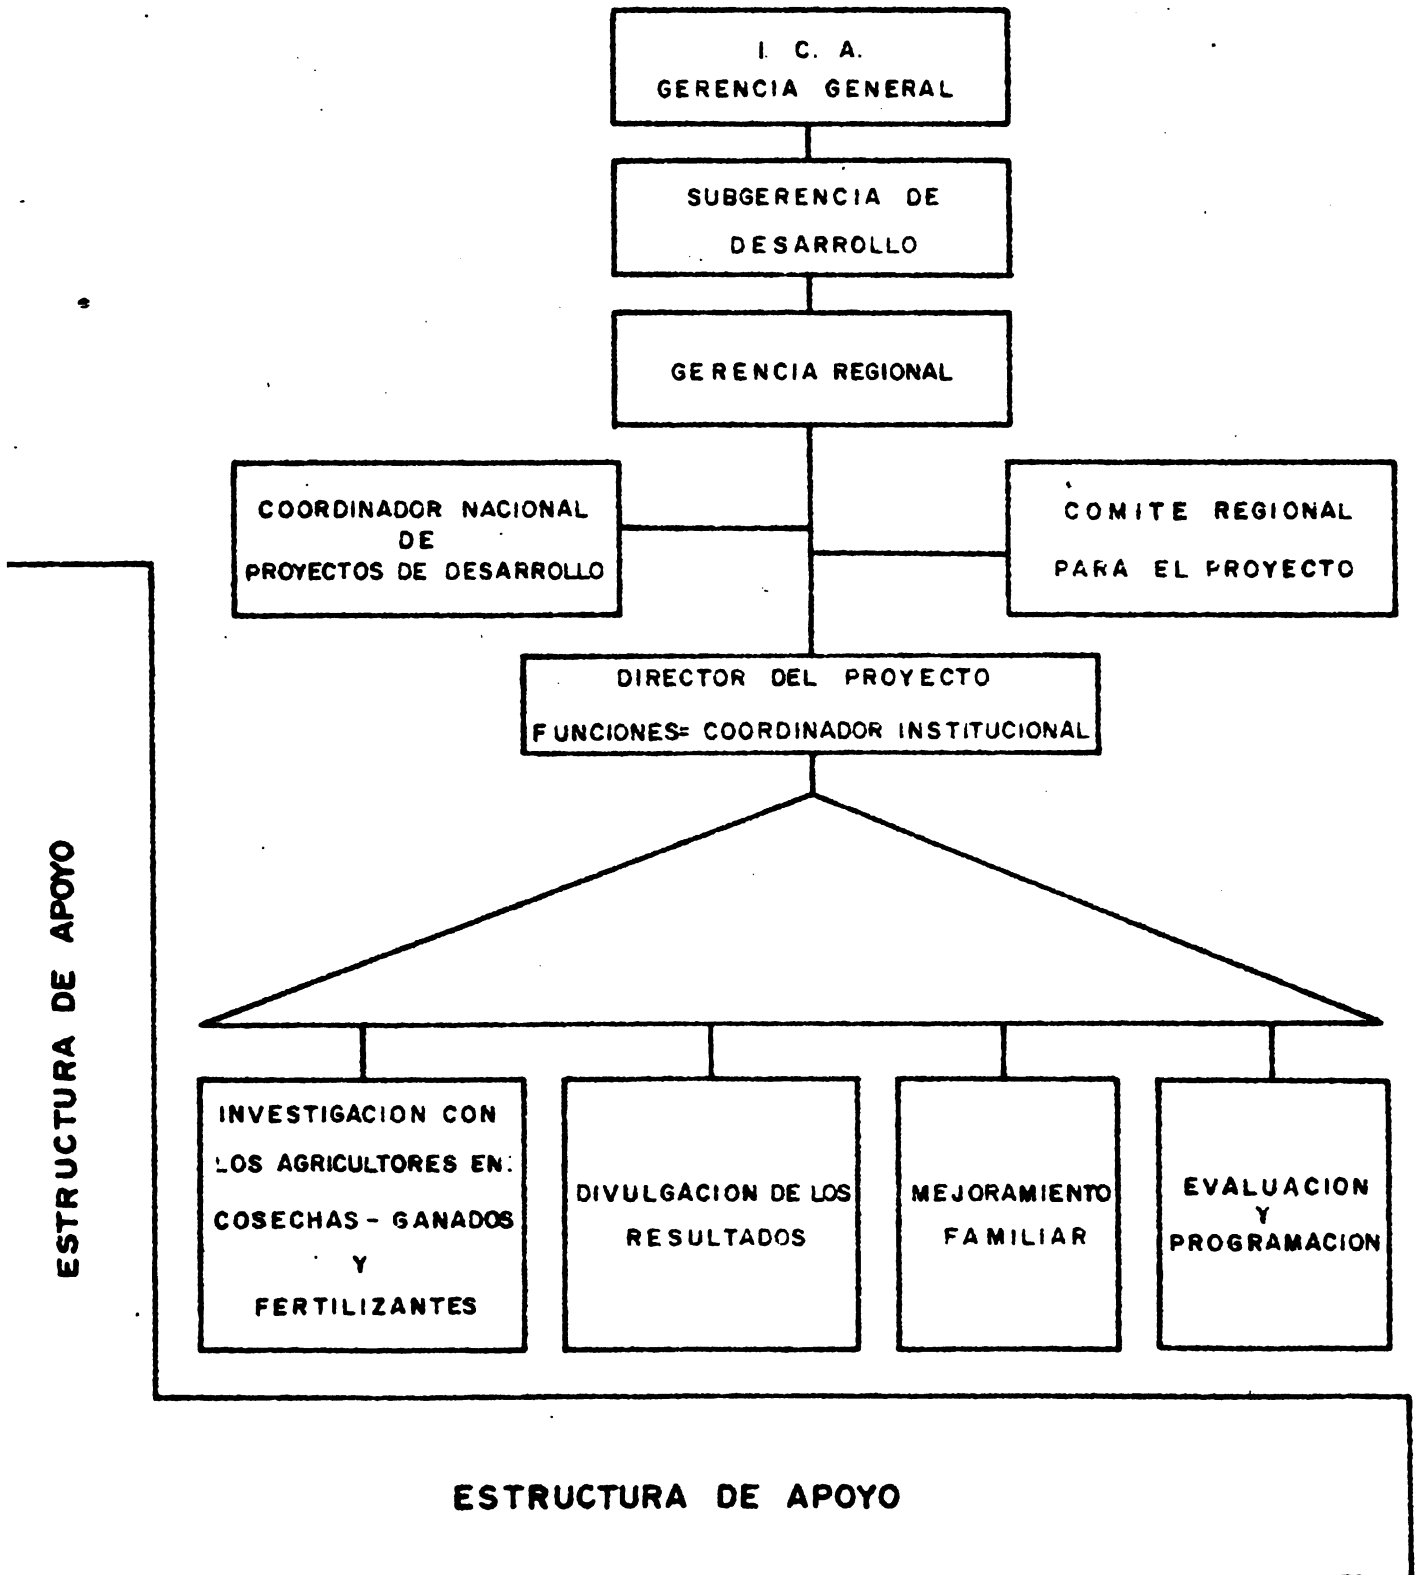 I. C. A.
GERENCIA GENERAL
SUBGERENCIA DE
DESARROLLO
GERENCIA REGIONAL
COORDINADOR NACIONAL
DE
PROYECTOS DE DESARROLLO
COMITE REGIONAL
PARA EL PROYECTO
DIRECTOR DEL PROYECTO
FUNCIONES= COORDINADOR INSTITUCIONAL
ESTRUCTURA DE APOYO
INVESTIGACION CON
LOS AGRICULTORES EN:
COSECHAS - GANADOS
Y
FERTILIZANTES
DIVULGACION DE LOS
RESULTADOS
MEJORAMIENTO
FAMILIAR
EVALUACION
Y
PROGRAMACION
ESTRUCTURA DE APOYO